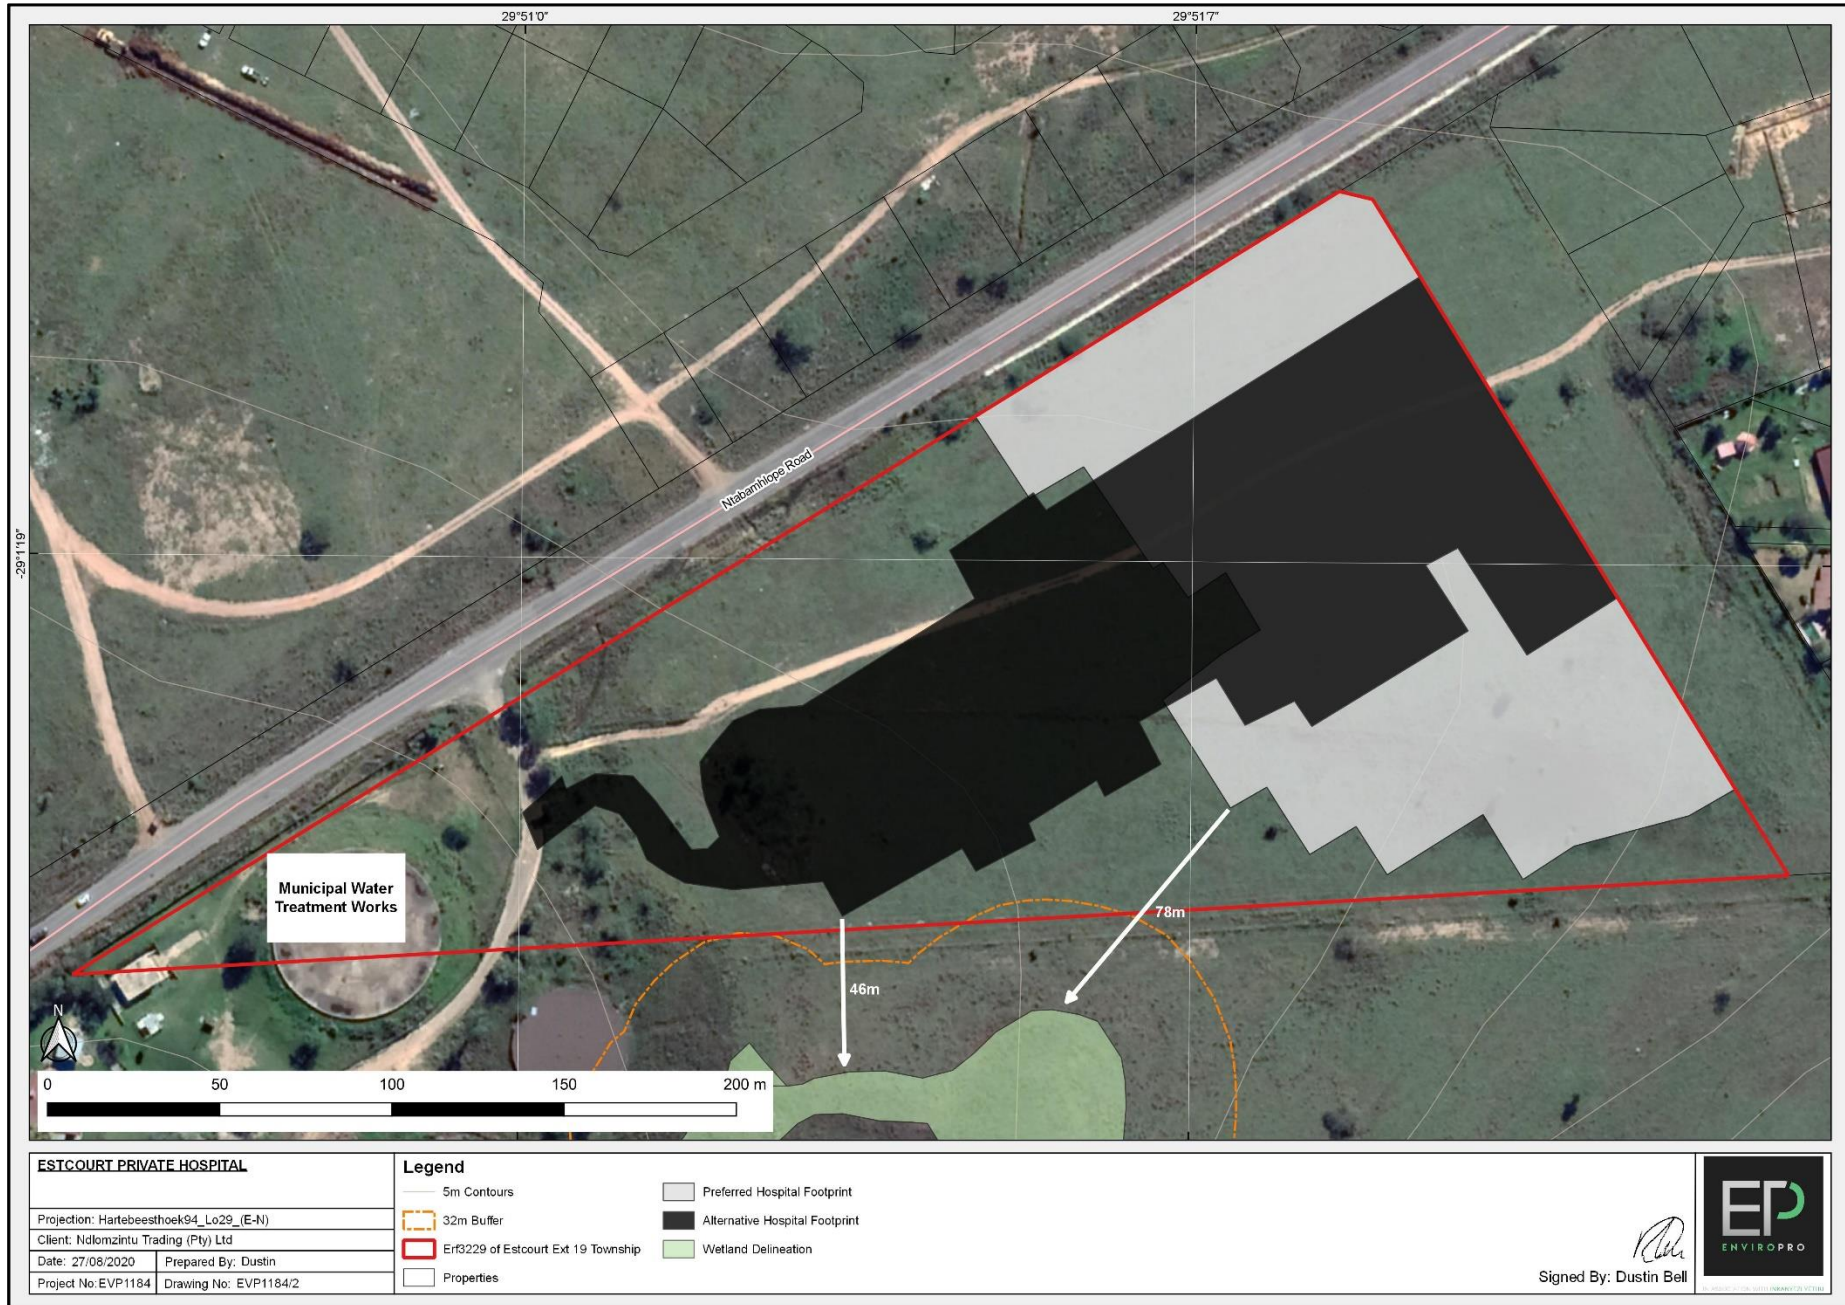 29°51'0"
29°51'7"
-29°1'19"
Ntabamhlope Road
Municipal Water
Treatment Works
78m
46m
N
0 50 100 150 200 m
ESTCOURT PRIVATE HOSPITAL
Projection: Hartebeesthoek94_Lo29_(E-N)
Client: Ndlomzintu Trading (Pty) Ltd
Date: 27/08/2020 Prepared By: Dustin
Project No: EVP1184 Drawing No: EVP1184/2
Legend
5m Contours
32m Buffer
Erf3229 of Estcourt Ext 19 Township
Properties
Preferred Hospital Footprint
Alternative Hospital Footprint
Wetland Delineation
Signed By: Dustin Bell
EP
ENVIROPRO